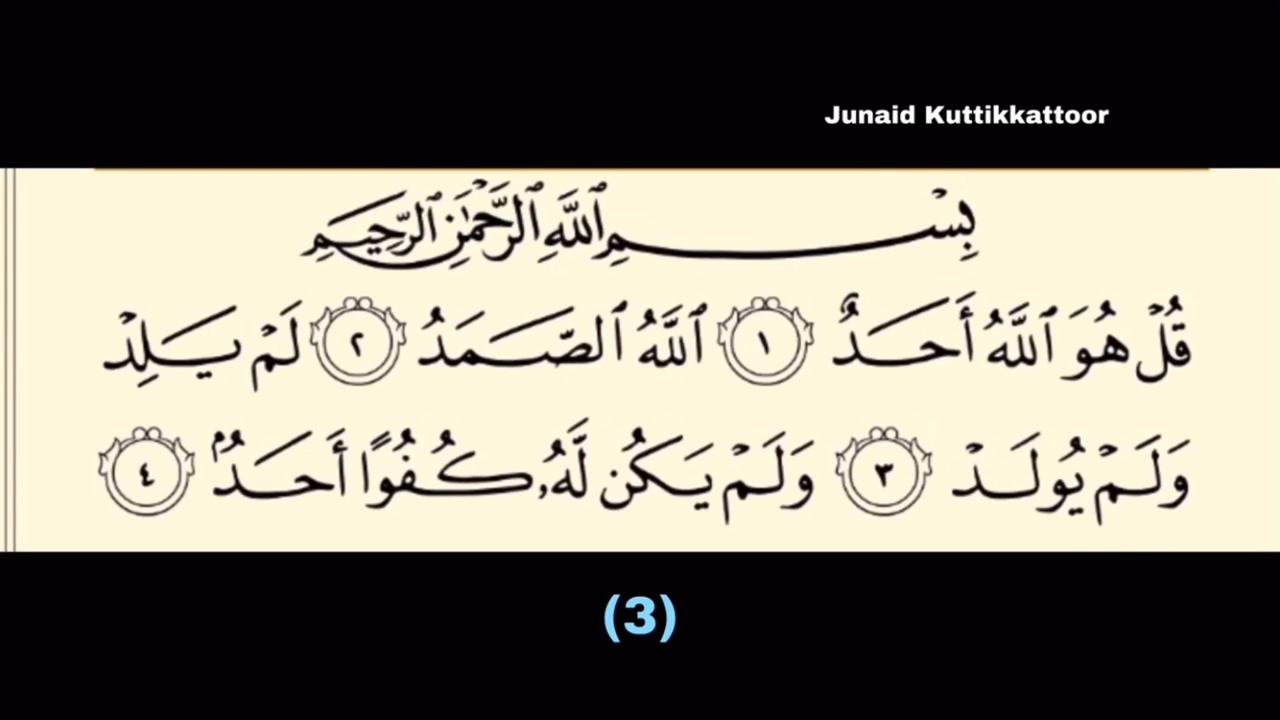 Junaid Kuttikkattoor
بِسْمِ ٱللَّهِ ٱلرَّحْمَٰنِ ٱلرَّحِيمِ
قُلْ هُوَ ٱللَّهُ أَحَدٌ ١ ٱللَّهُ ٱلصَّمَدُ ٢ لَمْ يَلِدْ
وَلَمْ يُولَدْ ٣ وَلَمْ يَكُن لَّهُۥ كُفُوًا أَحَدٌۢ ٤
(3)